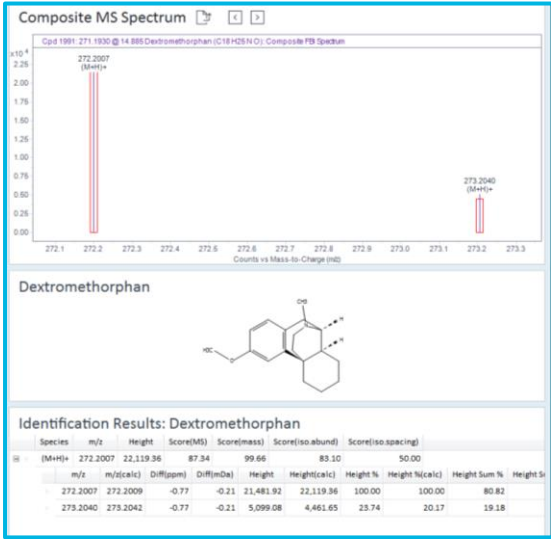 Composite MS Spectrum
Cpd 1991: 271.1930 @ 14.885 Dextromethorphan (C18 H25 N O): Composite FBI Spectrum
x10 4
2.25
2.00
1.75
1.50
1.25
1.00
0.75
0.50
0.25
0.00
272.2007
(M+H)+
273.2040
(M+H)+
272.1 272.2 272.3 272.4 272.5 272.6 272.7 272.8 272.9 273.0 273.1 273.2 273.3
Counts vs Mass-to-Charge (m/z)
Dextromethorphan
CH3
H
H
H3C
O
Identification Results: Dextromethorphan
Species m/z Height Score(MS) Score(mass) Score(iso.abund) Score(iso.spacing)
(M+H)+ 272.2007 22,119.36 87.34 99.66 83.10 50.00
m/z m/z(calc) Diff(ppm) Diff(mDa) Height Height(calc) Height % Height %(calc) Height Sum % Height S
272.2007 272.2009 -0.77 -0.21 21,481.92 22,119.36 100.00 100.00 80.82
273.2040 273.2042 -0.77 -0.21 5,099.08 4,461.65 23.74 20.17 19.18